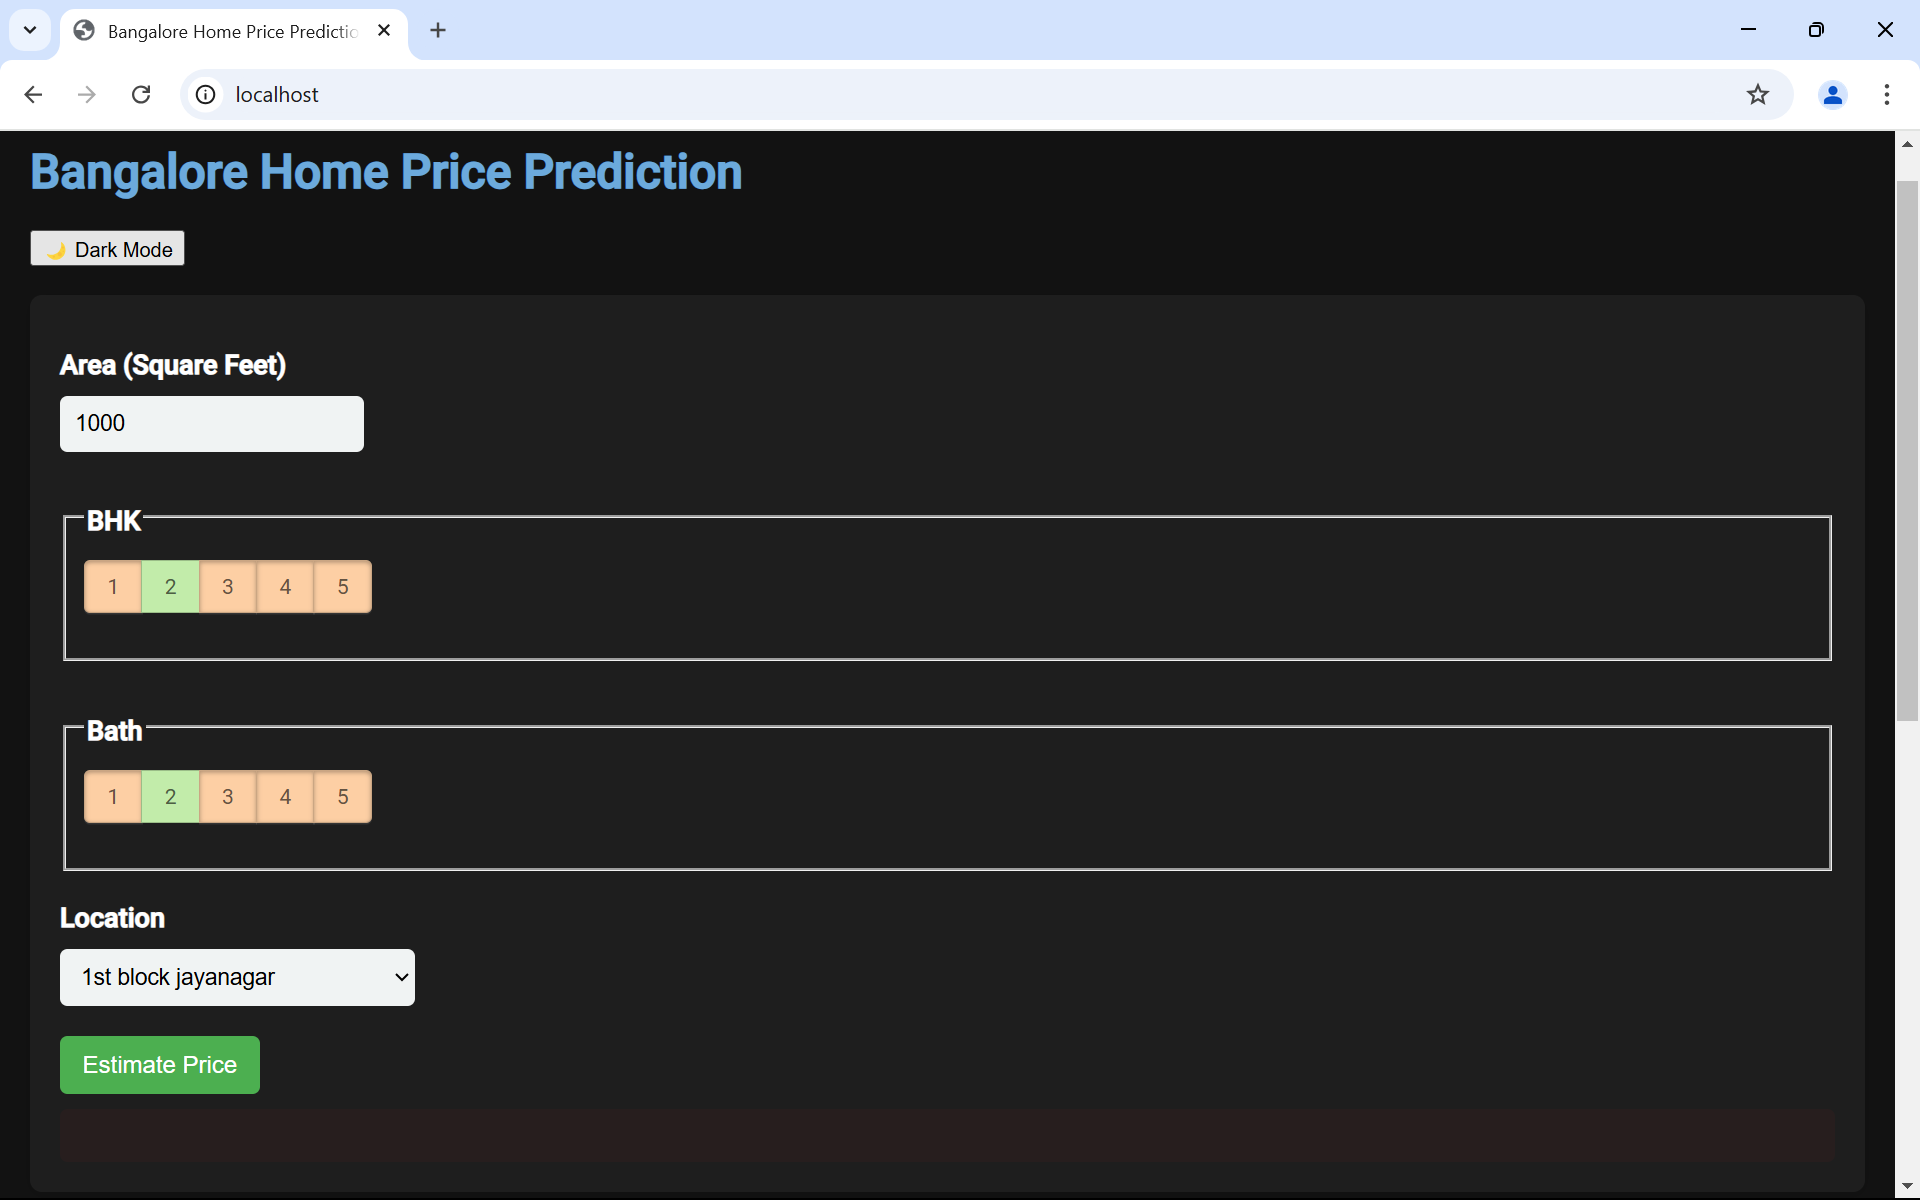 Bangalore Home Price Predictio
localhost
Bangalore Home Price Prediction
🌙 Dark Mode
Area (Square Feet)
1000
BHK
1 2 3 4 5
Bath
1 2 3 4 5
Location
1st block jayanagar
Estimate Price